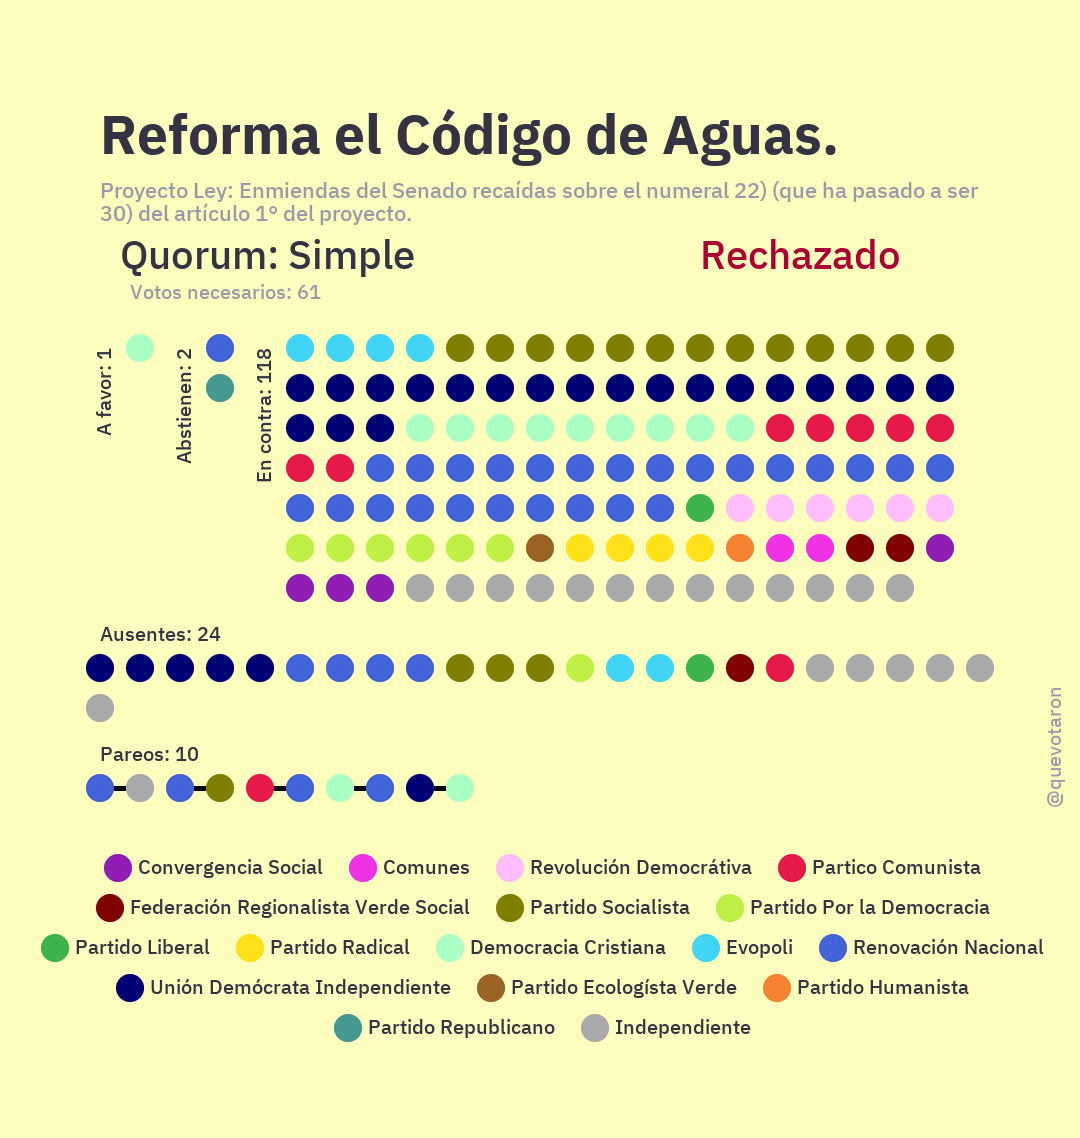 Reforma el Código de Aguas.
Proyecto Ley: Enmiendas del Senado recaídas sobre el numeral 22) (que ha pasado a ser
30) del artículo 1° del proyecto.
Quorum: Simple
Rechazado
Votos necesarios: 61
A favor: 1
Abstienen: 2
En contra: 118
Ausentes: 24
Pareos: 10
@quevotaron
Convergencia Social
Comunes
Revolución Democrátiva
Partico Comunista
Federación Regionalista Verde Social
Partido Socialista
Partido Por la Democracia
Partido Liberal
Partido Radical
Democracia Cristiana
Evopoli
Renovación Nacional
Unión Demócrata Independiente
Partido Ecologísta Verde
Partido Humanista
Partido Republicano
Independiente